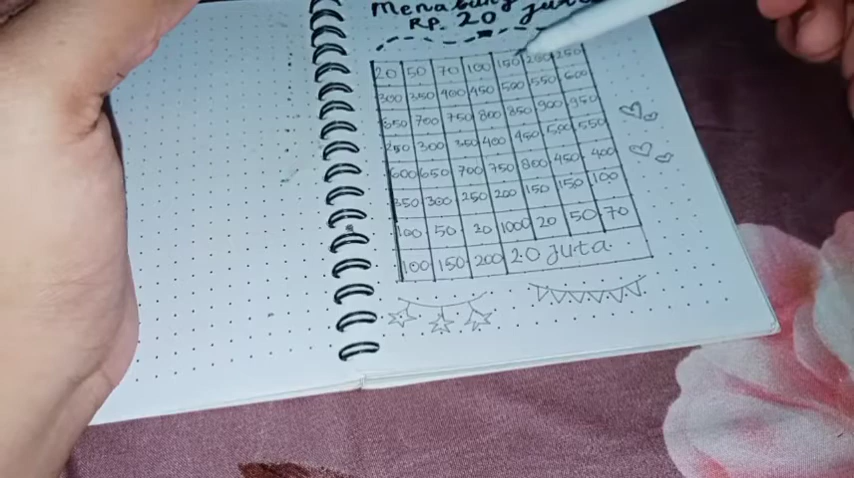 Menabung
RP. 20 juta
20 50 70 100 150 200 250
300 350 400 450 500 550 600
650 700 750 800 850 900 950
250 300 350 400 450 500 550
600 650 700 750 800 450 400
350 300 250 200 150 150 100
100 50 20 1000 20 50 70
100 150 200 20 juta